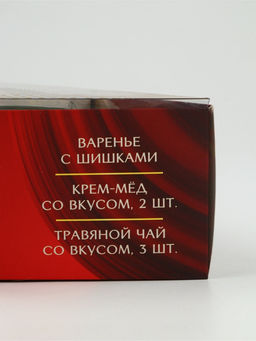 ВАРЕНЬЕ
С ШИШКАМИ
КРЕМ-МЁД
СО ВКУСОМ, 2 ШТ.
ТРАВЯНОЙ ЧАЙ
СО ВКУСОМ, 3 ШТ.